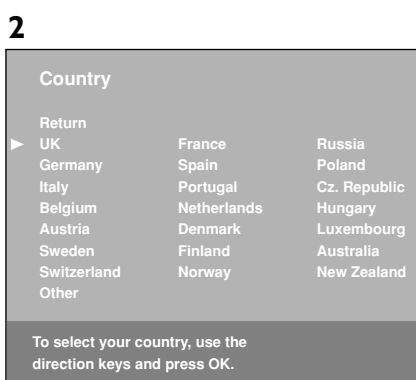 2
Country
Return
UK France Russia
Germany Spain Poland
Italy Portugal Cz. Republic
Belgium Netherlands Hungary
Austria Denmark Luxembourg
Sweden Finland Australia
Switzerland Norway New Zealand
Other
To select your country, use the
direction keys and press OK.